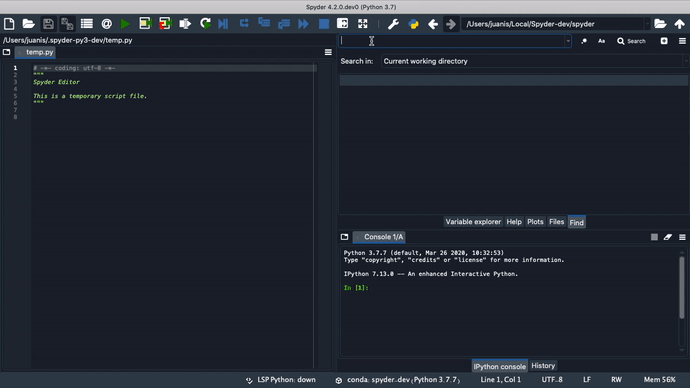 Spyder 4.2.0.dev0 (Python 3.7)
/Users/juanis/Local/Spyder-dev/spyder
/Users/juanis/.spyder-py3-dev/temp.py
temp.py
Aa
Search
Search in: Current working directory
1 # -*- coding: utf-8 -*-
2 """
3 Spyder Editor
4
5 This is a temporary script file.
6 """
7
8
Variable explorer Help Plots Files Find
Console 1/A
Python 3.7.7 (default, Mar 26 2020, 10:32:53)
Type "copyright", "credits" or "license" for more information.
IPython 7.13.0 -- An enhanced Interactive Python.
In [1]:
IPython console History
LSP Python: down conda: spyder-dev (Python 3.7.7) Line 1, Col 1 UTF-8 LF RW Mem 56%